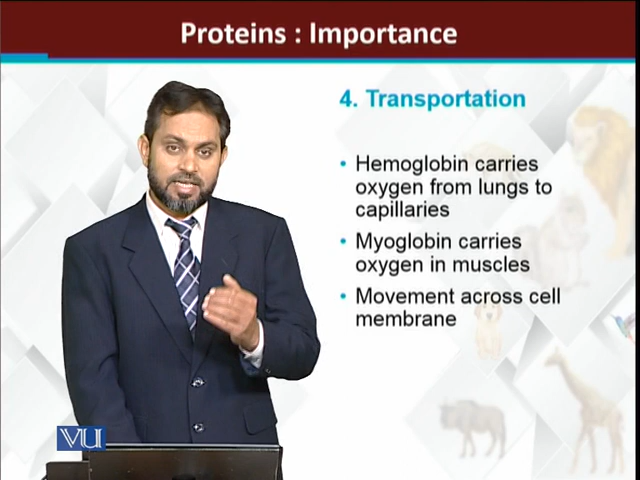 Proteins : Importance
4. Transportation
• Hemoglobin carries
oxygen from lungs to
capillaries
• Myoglobin carries
oxygen in muscles
• Movement across cell
membrane
VU